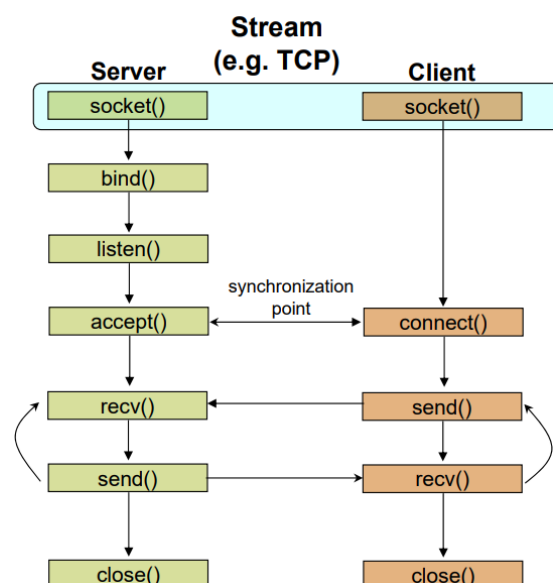 Stream
(e.g. TCP)
Server
Client
socket()
socket()
bind()
listen()
synchronization
point
accept()
connect()
recv()
send()
send()
recv()
close()
close()